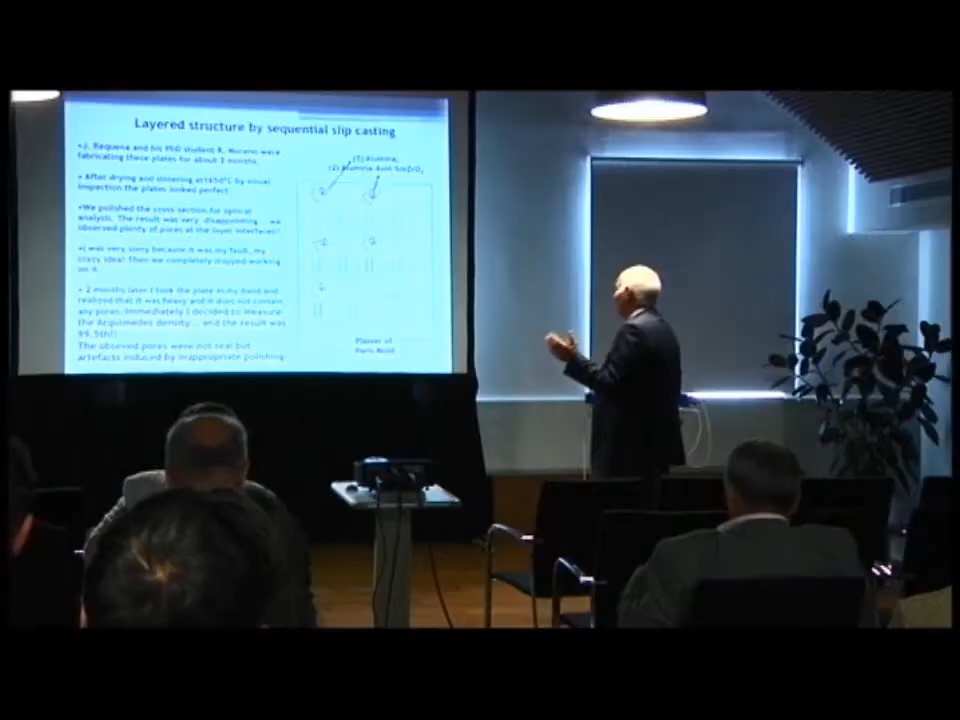 Layered structure by sequential slip casting
•J. Requena and his PhD student R. Moreno were
fabricating these plates for about 3 months.
• After drying and sintering at1650ºC by visual
inspection the plates looked perfect.
•We polished the cross-section for optical
analysis. The result was very disappointing we
observed plenty of pores at the layer interfaces!!
•I was very sorry because it was my fault, my
crazy idea! Then we completely stopped working
on it.
• 2 months later I took the plate in my hand and
realized that it was heavy and it does not contain
any pores. Immediately I decided to measure
the Arquimedes density... and the result was
99.5th!!
The obseved pores were not real but
artefacts induced by inappropriate polishing
(1) Alumina,
(2) Alumina
Plaster of
Paris Mold